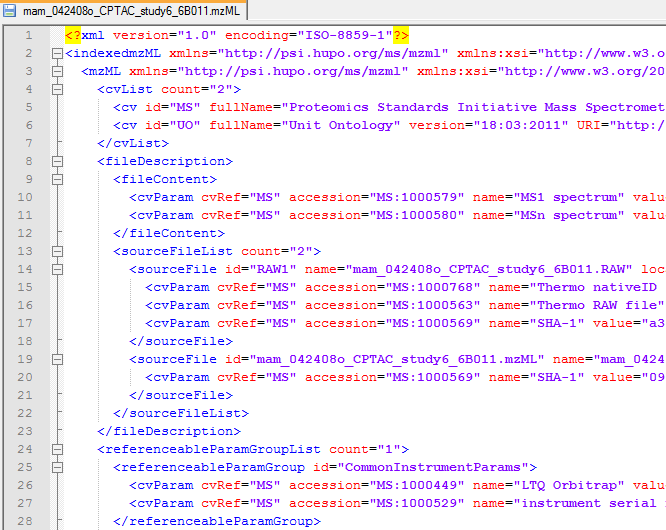 mam_042408o_CPTAC_study6_6B011.mzML
1 <?xml version="1.0" encoding="ISO-8859-1"?>
2 <indexedmzML xmlns="http://psi.hupo.org/ms/mzml" xmlns:xsi="http://www.w3.o
3 <mzML xmlns="http://psi.hupo.org/ms/mzml" xmlns:xsi="http://www.w3.org/20
4 <cvList count="2">
5 <cv id="MS" fullName="Proteomics Standards Initiative Mass Spectromet
6 <cv id="UO" fullName="Unit Ontology" version="18:03:2011" URI="http:/
7 </cvList>
8 <fileDescription>
9 <fileContent>
10 <cvParam cvRef="MS" accession="MS:1000579" name="MS1 spectrum" valu
11 <cvParam cvRef="MS" accession="MS:1000580" name="MSn spectrum" valu
12 </fileContent>
13 <sourceFileList count="2">
14 <sourceFile id="RAW1" name="mam_042408o_CPTAC_study6_6B011.RAW" loc
15 <cvParam cvRef="MS" accession="MS:1000768" name="Thermo nativeID
16 <cvParam cvRef="MS" accession="MS:1000563" name="Thermo RAW file"
17 <cvParam cvRef="MS" accession="MS:1000569" name="SHA-1" value="a3
18 </sourceFile>
19 <sourceFile id="mam_042408o_CPTAC_study6_6B011.mzML" name="mam_0424
20 <cvParam cvRef="MS" accession="MS:1000569" name="SHA-1" value="09
21 </sourceFile>
22 </sourceFileList>
23 </fileDescription>
24 <referenceableParamGroupList count="1">
25 <referenceableParamGroup id="CommonInstrumentParams">
26 <cvParam cvRef="MS" accession="MS:1000449" name="LTQ Orbitrap" valu
27 <cvParam cvRef="MS" accession="MS:1000529" name="instrument serial
28 </referenceableParamGroup>